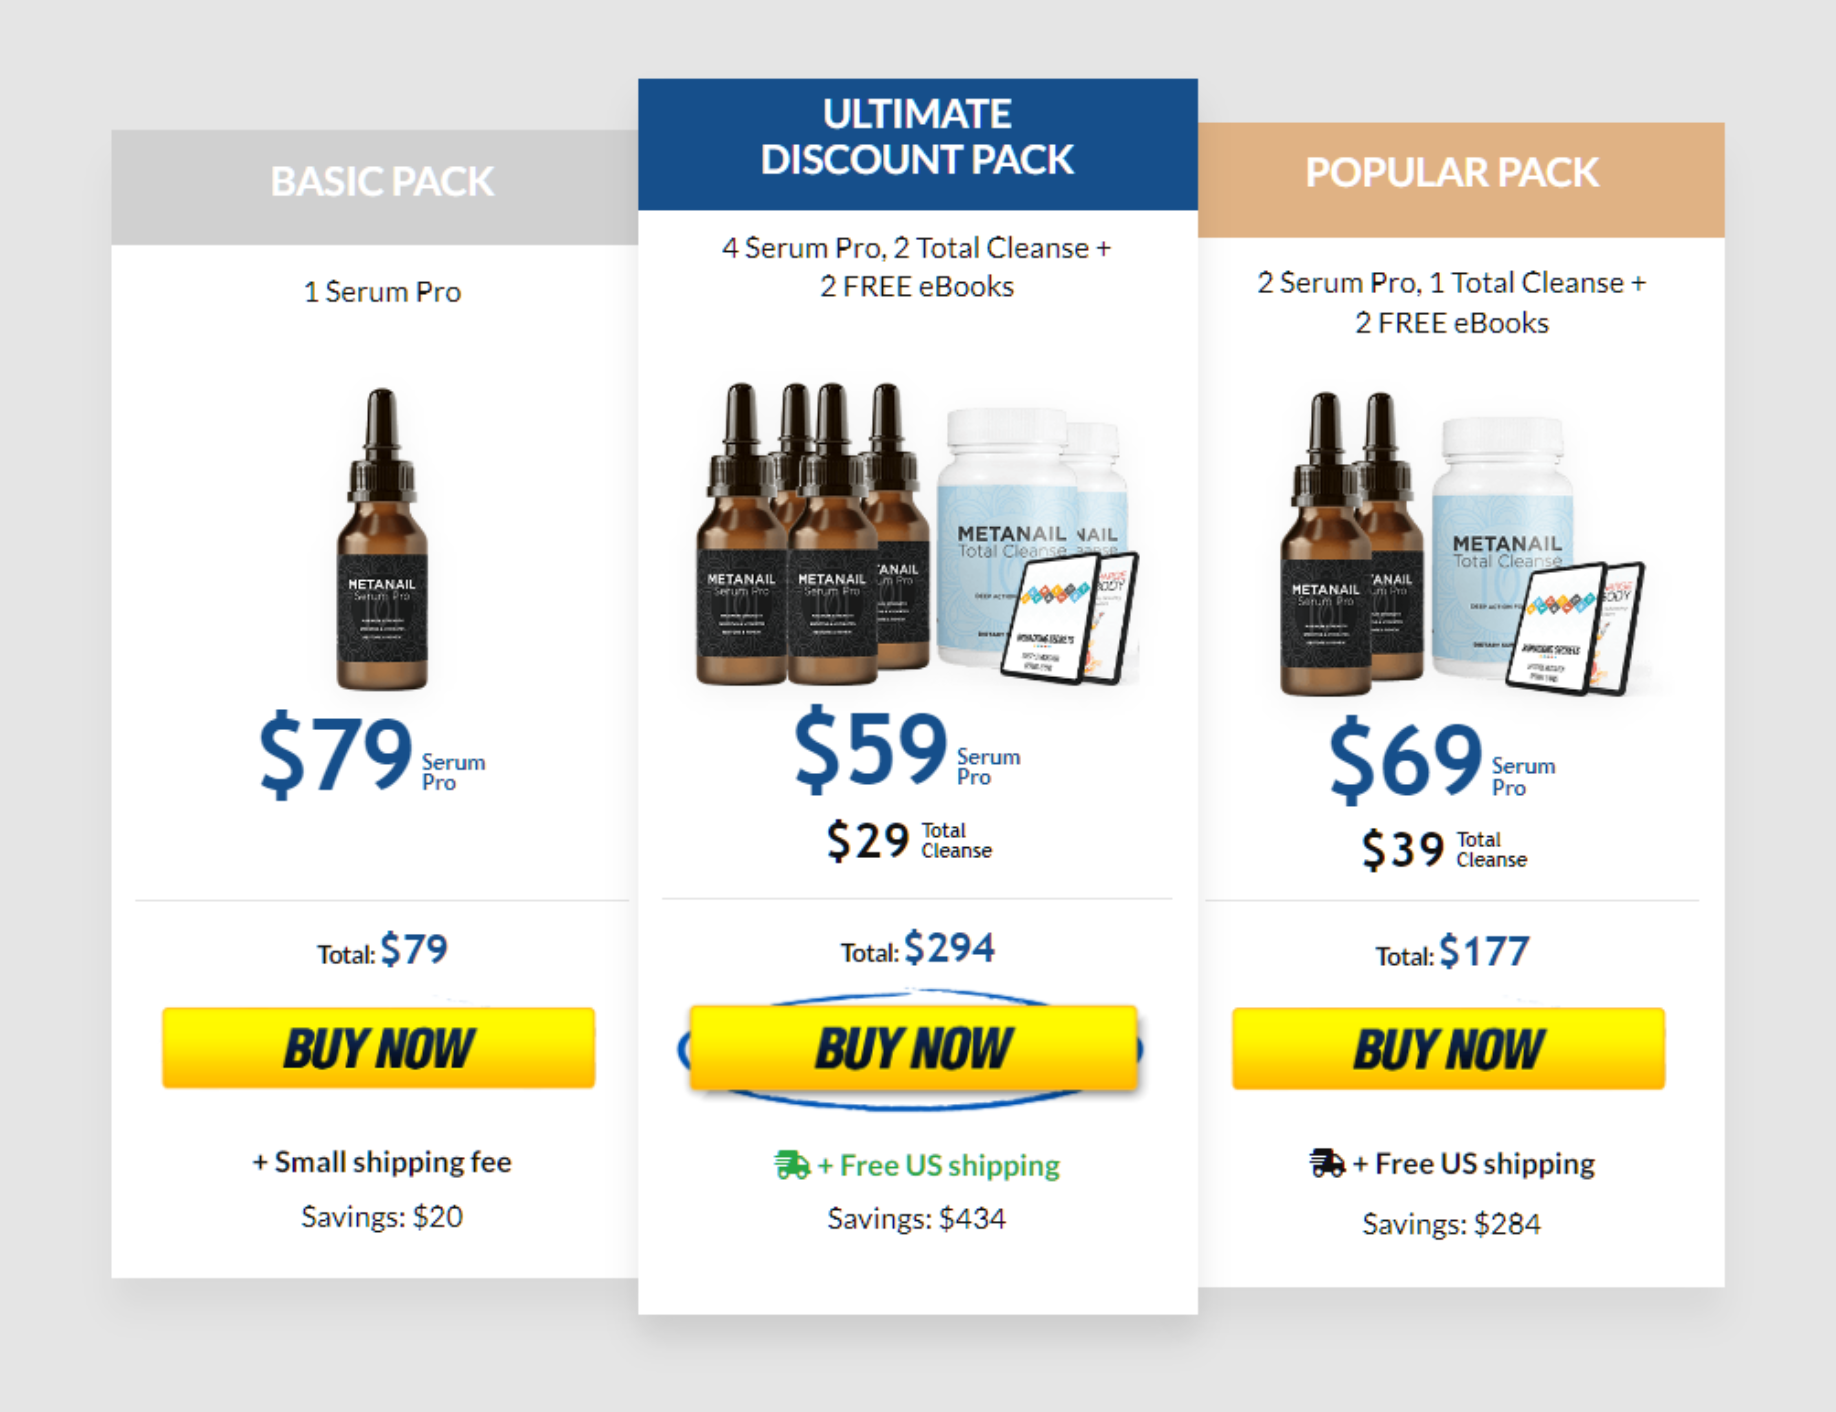 BASIC PACK
1 Serum Pro
METANAIL
Serum Pro
$79 Serum
Pro
Total: $79
BUY NOW
+ Small shipping fee
Savings: $20
ULTIMATE
DISCOUNT PACK
4 Serum Pro, 2 Total Cleanse +
2 FREE eBooks
METANAIL
Serum Pro
METANAIL
Serum Pro
METANAIL
Total Cleanse
$59 Serum
Pro
$29 Total
Cleanse
Total: $294
BUY NOW
+ Free US shipping
Savings: $434
POPULAR PACK
2 Serum Pro, 1 Total Cleanse +
2 FREE eBooks
METANAIL
Serum Pro
METANAIL
Total Cleanse
$69 Serum
Pro
$39 Total
Cleanse
Total: $177
BUY NOW
+ Free US shipping
Savings: $284